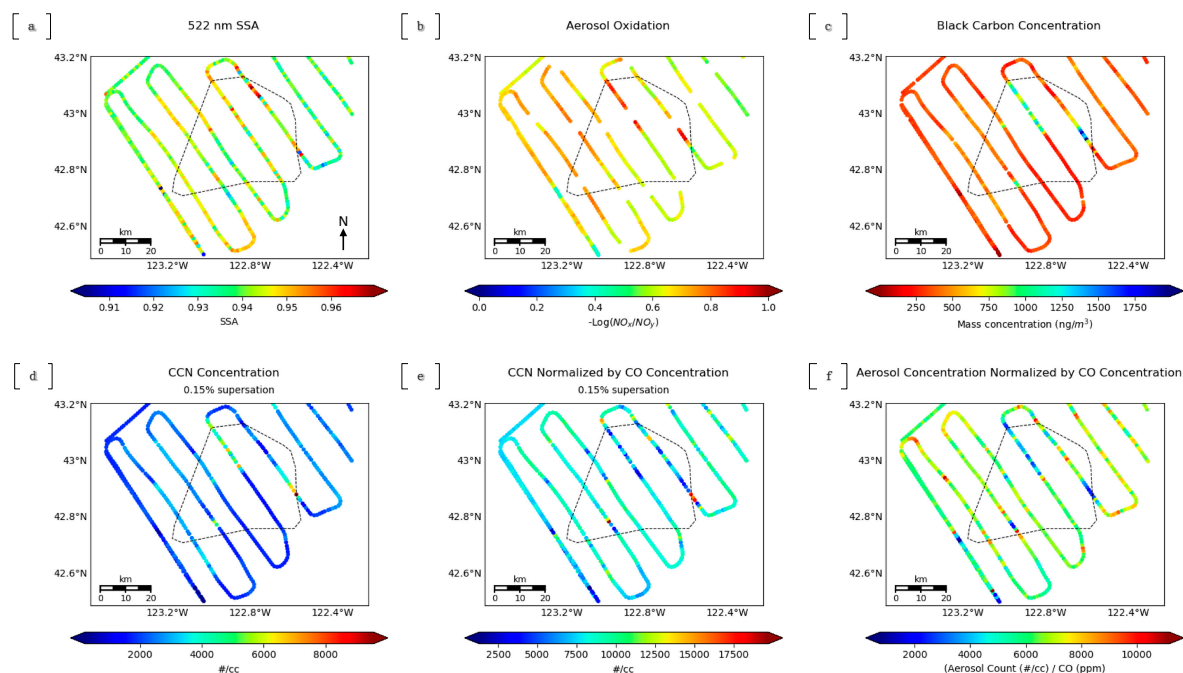 a
522 nm SSA
43.2°N
43°N
42.8°N
42.6°N
N
km
0 10 20
123.2°W 122.8°W 122.4°W
0.91 0.92 0.93 0.94 0.95 0.96
SSA
b
Aerosol Oxidation
43.2°N
43°N
42.8°N
42.6°N
km
0 10 20
123.2°W 122.8°W 122.4°W
0.0 0.2 0.4 0.6 0.8 1.0
-Log(NOx/NOy)
c
Black Carbon Concentration
43.2°N
43°N
42.8°N
42.6°N
km
0 10 20
123.2°W 122.8°W 122.4°W
250 500 750 1000 1250 1500 1750
Mass concentration (ng/m³)
d
CCN Concentration
0.15% supersation
43.2°N
43°N
42.8°N
42.6°N
km
0 10 20
123.2°W 122.8°W 122.4°W
2000 4000 6000 8000
#/cc
e
CCN Normalized by CO Concentration
0.15% supersation
43.2°N
43°N
42.8°N
42.6°N
km
0 10 20
123.2°W 122.8°W 122.4°W
2500 5000 7500 10000 12500 15000 17500
#/cc
f
Aerosol Concentration Normalized by CO Concentration
43.2°N
43°N
42.8°N
42.6°N
km
0 10 20
123.2°W 122.8°W 122.4°W
2000 4000 6000 8000 10000
(Aerosol Count (#/cc) / CO (ppm)